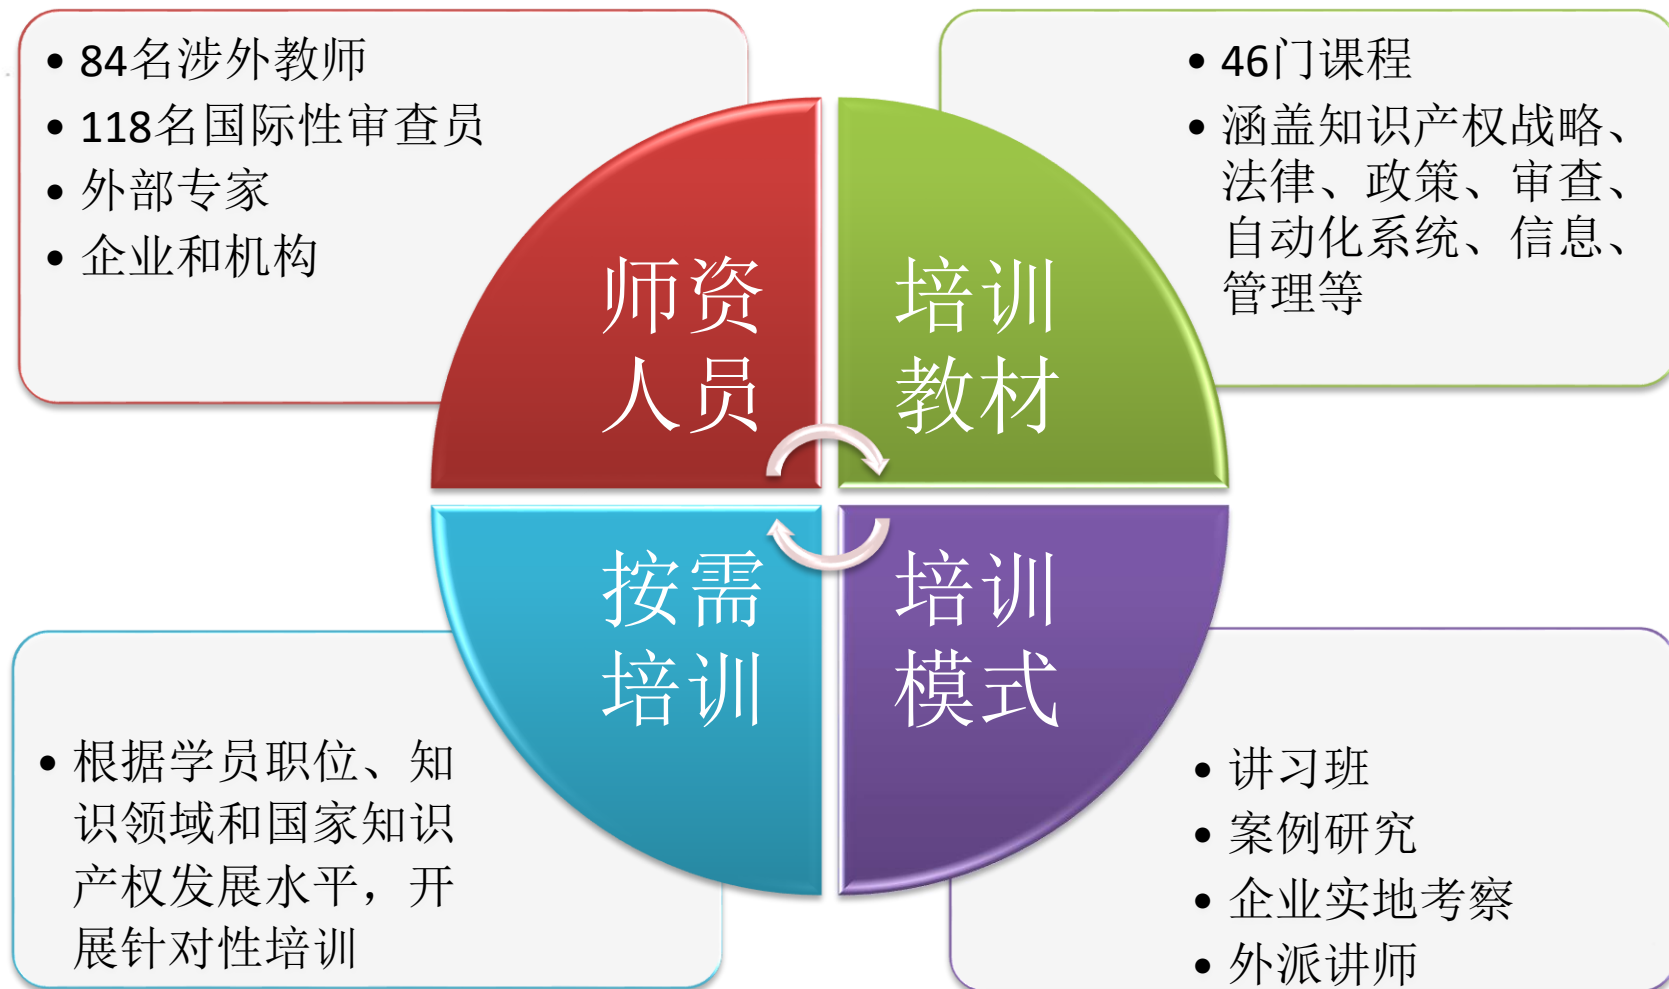 • 84名涉外教师
• 118名国际性审查员
• 外部专家
• 企业和机构
• 46门课程
• 涵盖知识产权战略、
法律、政策、审查、
自动化系统、信息、
管理等
师资
人员
培训
教材
按需
培训
培训
模式
• 根据学员职位、知
识领域和国家知识
产权发展水平，开
展针对性培训
• 讲习班
• 案例研究
• 企业实地考察
• 外派讲师